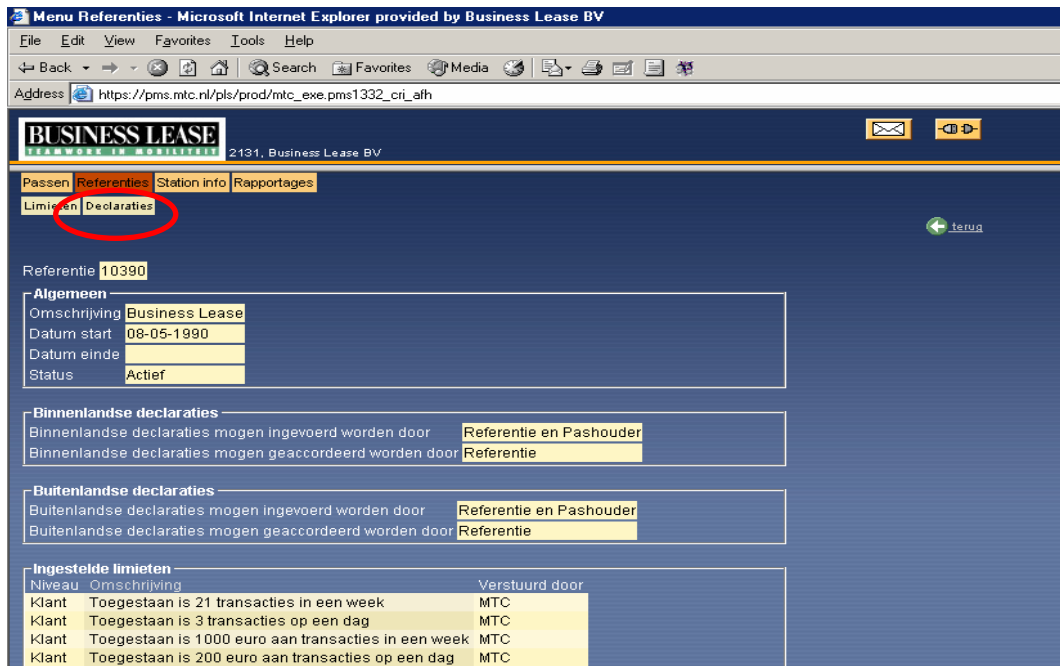 Menu Referenties - Microsoft Internet Explorer provided by Business Lease BV
File Edit View Favorites Tools Help
Back Search Favorites Media
Address https://pms.mtc.nl/pls/prod/mtc_exe.pms1332_cri_afh
BUSINESS LEASE
TEAMWORK IN MOBILITEIT 2131, Business Lease BV
Passen Referenties Station info Rapportages
Limieten Declaraties
terug
Referentie 10390
Algemeen
Omschrijving Business Lease
Datum start 08-05-1990
Datum einde
Status Actief
Binnenlandse declaraties
Binnenlandse declaraties mogen ingevoerd worden door Referentie en Pashouder
Binnenlandse declaraties mogen geaccordeerd worden door Referentie
Buitenlandse declaraties
Buitenlandse declaraties mogen ingevoerd worden door Referentie en Pashouder
Buitenlandse declaraties mogen geaccordeerd worden door Referentie
Ingestelde limieten
Niveau Omschrijving Verstuurd door
Klant Toegestaan is 21 transacties in een week MTC
Klant Toegestaan is 3 transacties op een dag MTC
Klant Toegestaan is 1000 euro aan transacties in een week MTC
Klant Toegestaan is 200 euro aan transacties op een dag MTC